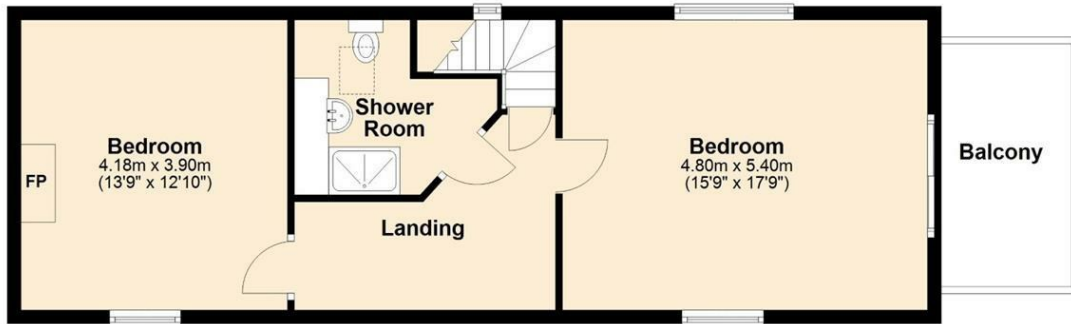 Bedroom
4.18m x 3.90m
(13'9" x 12'10")
FP
Shower
Room
Landing
Bedroom
4.80m x 5.40m
(15'9" x 17'9")
Balcony